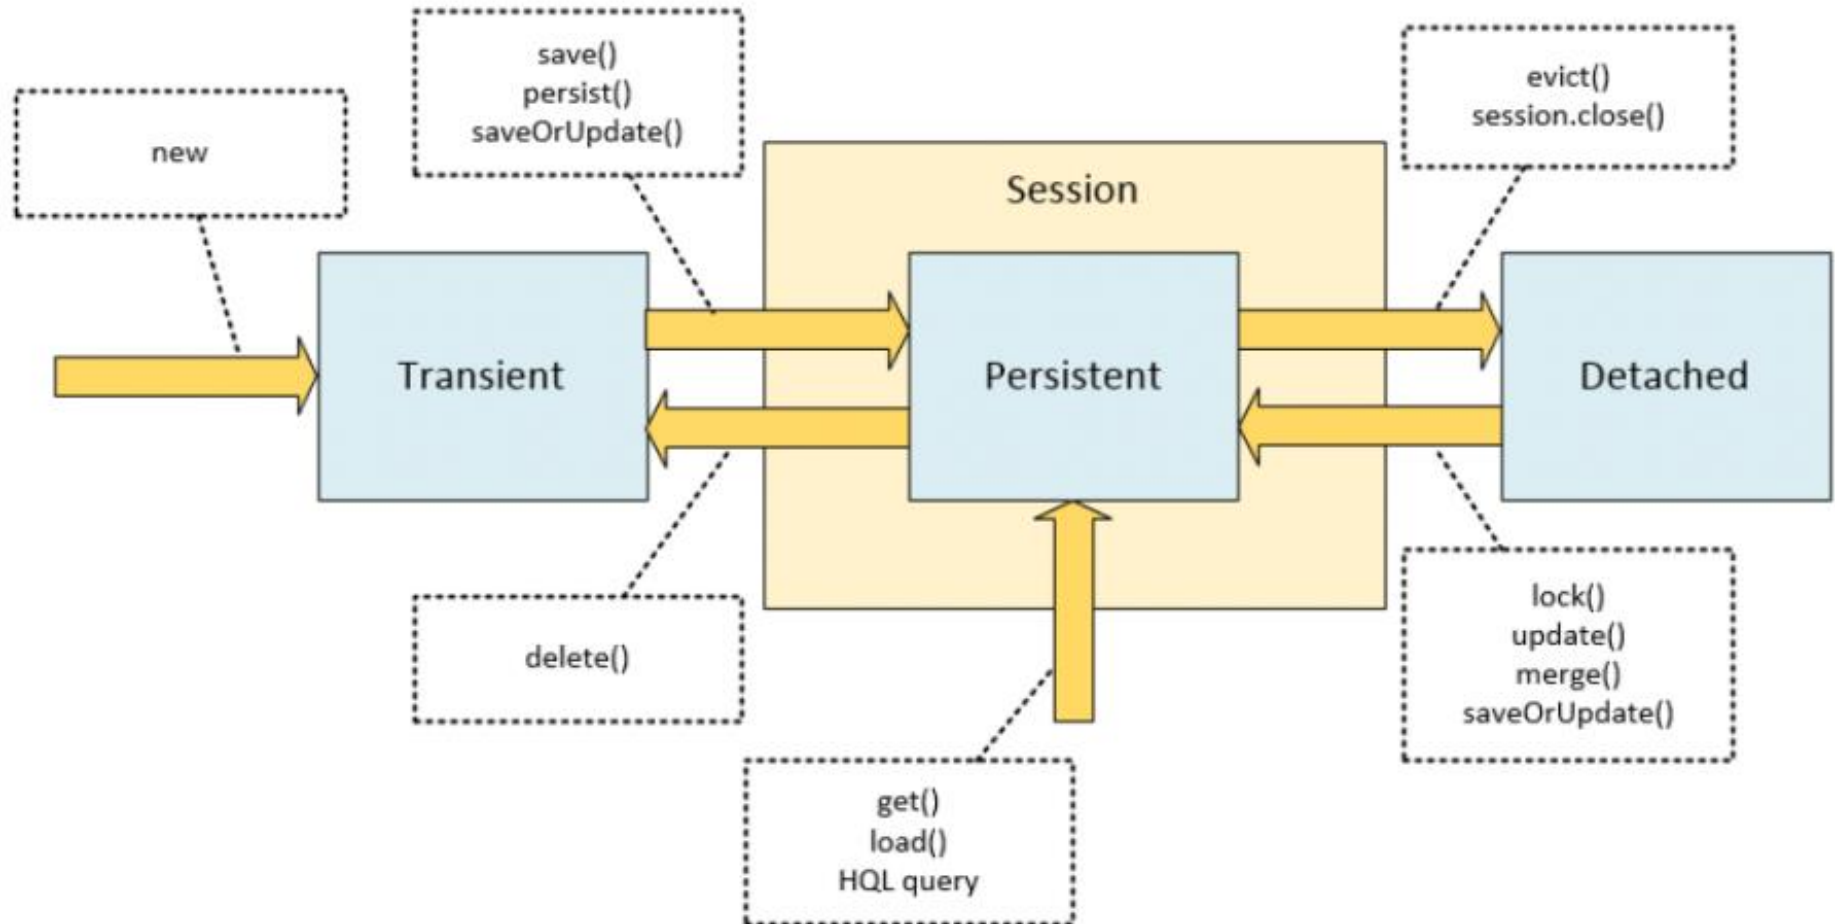 new
save()
persist()
saveOrUpdate()
evict()
session.close()
Session
Transient
Persistent
Detached
delete()
get()
load()
HQL query
lock()
update()
merge()
saveOrUpdate()